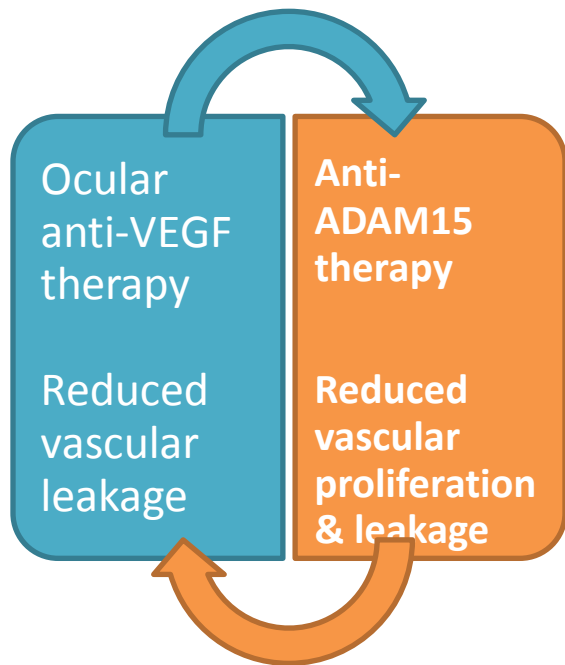 Ocular
anti-VEGF
therapy
Reduced
vascular
leakage
Anti-
ADAM15
therapy
Reduced
vascular
proliferation
& leakage